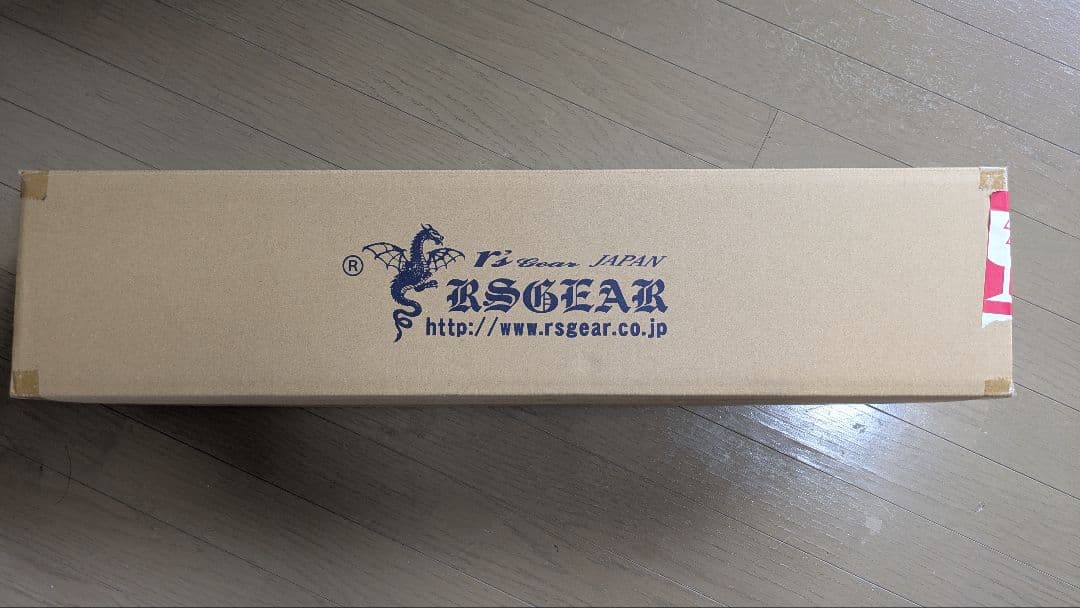 ® r's Gear JAPAN
RSGEAR
http://www.rsgear.co.jp